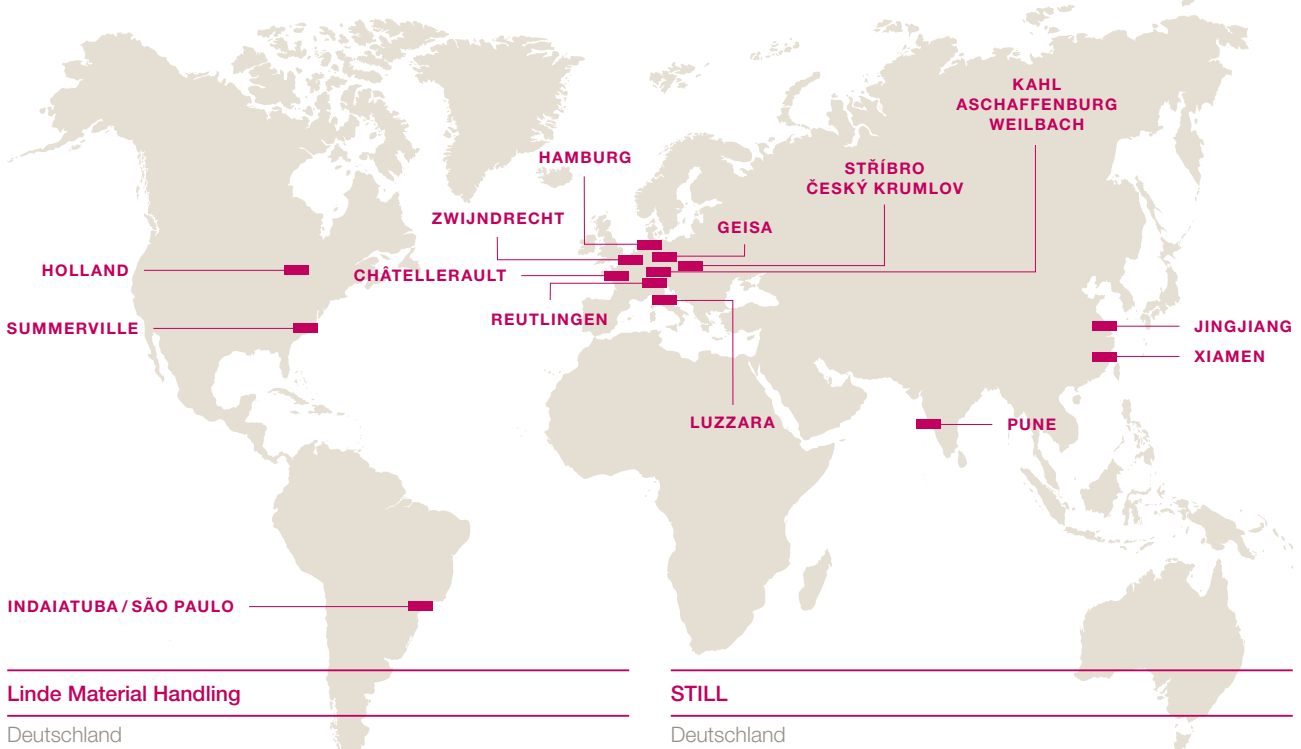 KAHL
ASCHAFFENBURG
WEILBACH
HAMBURG
STŘÍBRO
ČESKÝ KRUMLOV
ZWIJNDRECHT
GEISA
HOLLAND
CHÂTELLERAULT
REUTLINGEN
SUMMERVILLE
JINGJIANG
XIAMEN
LUZZARA
PUNE
INDAIATUBA / SÃO PAULO
Linde Material Handling
Deutschland
STILL
Deutschland